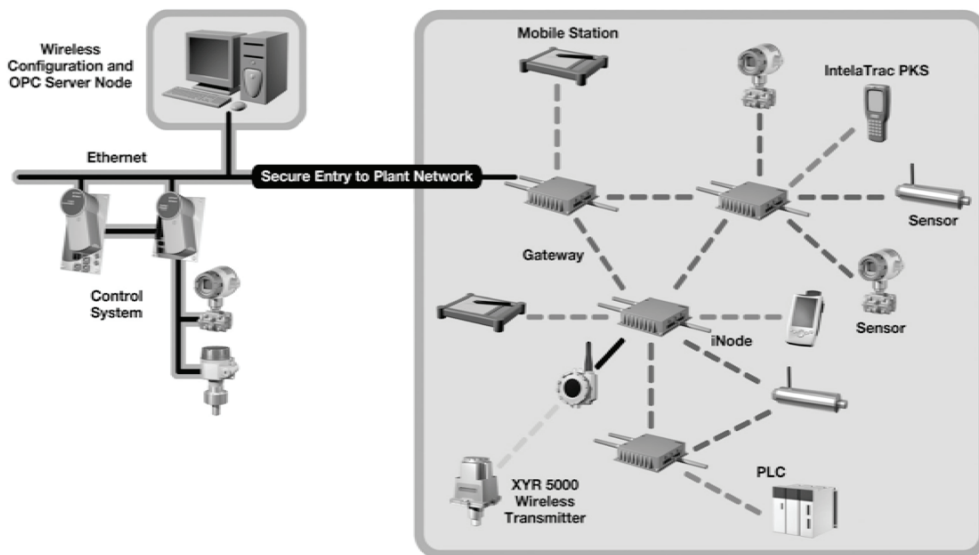 Wireless
Configuration and
OPC Server Node
Ethernet
Secure Entry to Plant Network
Control
System
Mobile Station
IntelaTrac PKS
Sensor
Gateway
Sensor
iNode
XYR 5000
Wireless
Transmitter
PLC